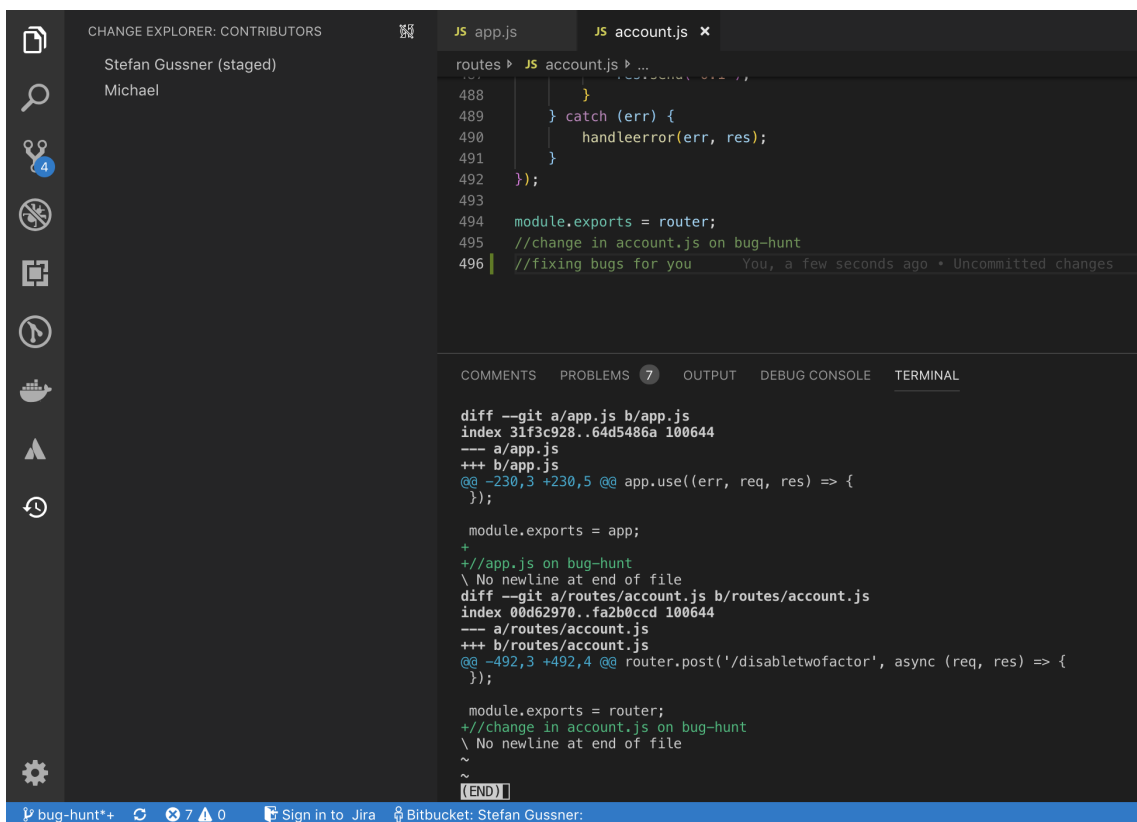 CHANGE EXPLORER: CONTRIBUTORS
Stefan Gussner (staged)
Michael
4
JS app.js
JS account.js ×
routes ▸ JS account.js ▸ ...
488 }
489 } catch (err) {
490 handleerror(err, res);
491 }
492 });
493
494 module.exports = router;
495 //change in account.js on bug-hunt
496 //fixing bugs for you You, a few seconds ago • Uncommitted changes
COMMENTS PROBLEMS 7 OUTPUT DEBUG CONSOLE TERMINAL
diff --git a/app.js b/app.js
index 31f3c928..64d5486a 100644
--- a/app.js
+++ b/app.js
@@ -230,3 +230,5 @@ app.use((err, req, res) => {
});
module.exports = app;
+
+//app.js on bug-hunt
\ No newline at end of file
diff --git a/routes/account.js b/routes/account.js
index 00d62970..fa2b0ccd 100644
--- a/routes/account.js
+++ b/routes/account.js
@@ -492,3 +492,4 @@ router.post('/disabletwofactor', async (req, res) => {
});
module.exports = router;
+//change in account.js on bug-hunt
\ No newline at end of file
~
~
(END)
bug-hunt*+ 7 0 Sign in to Jira Bitbucket: Stefan Gussner: